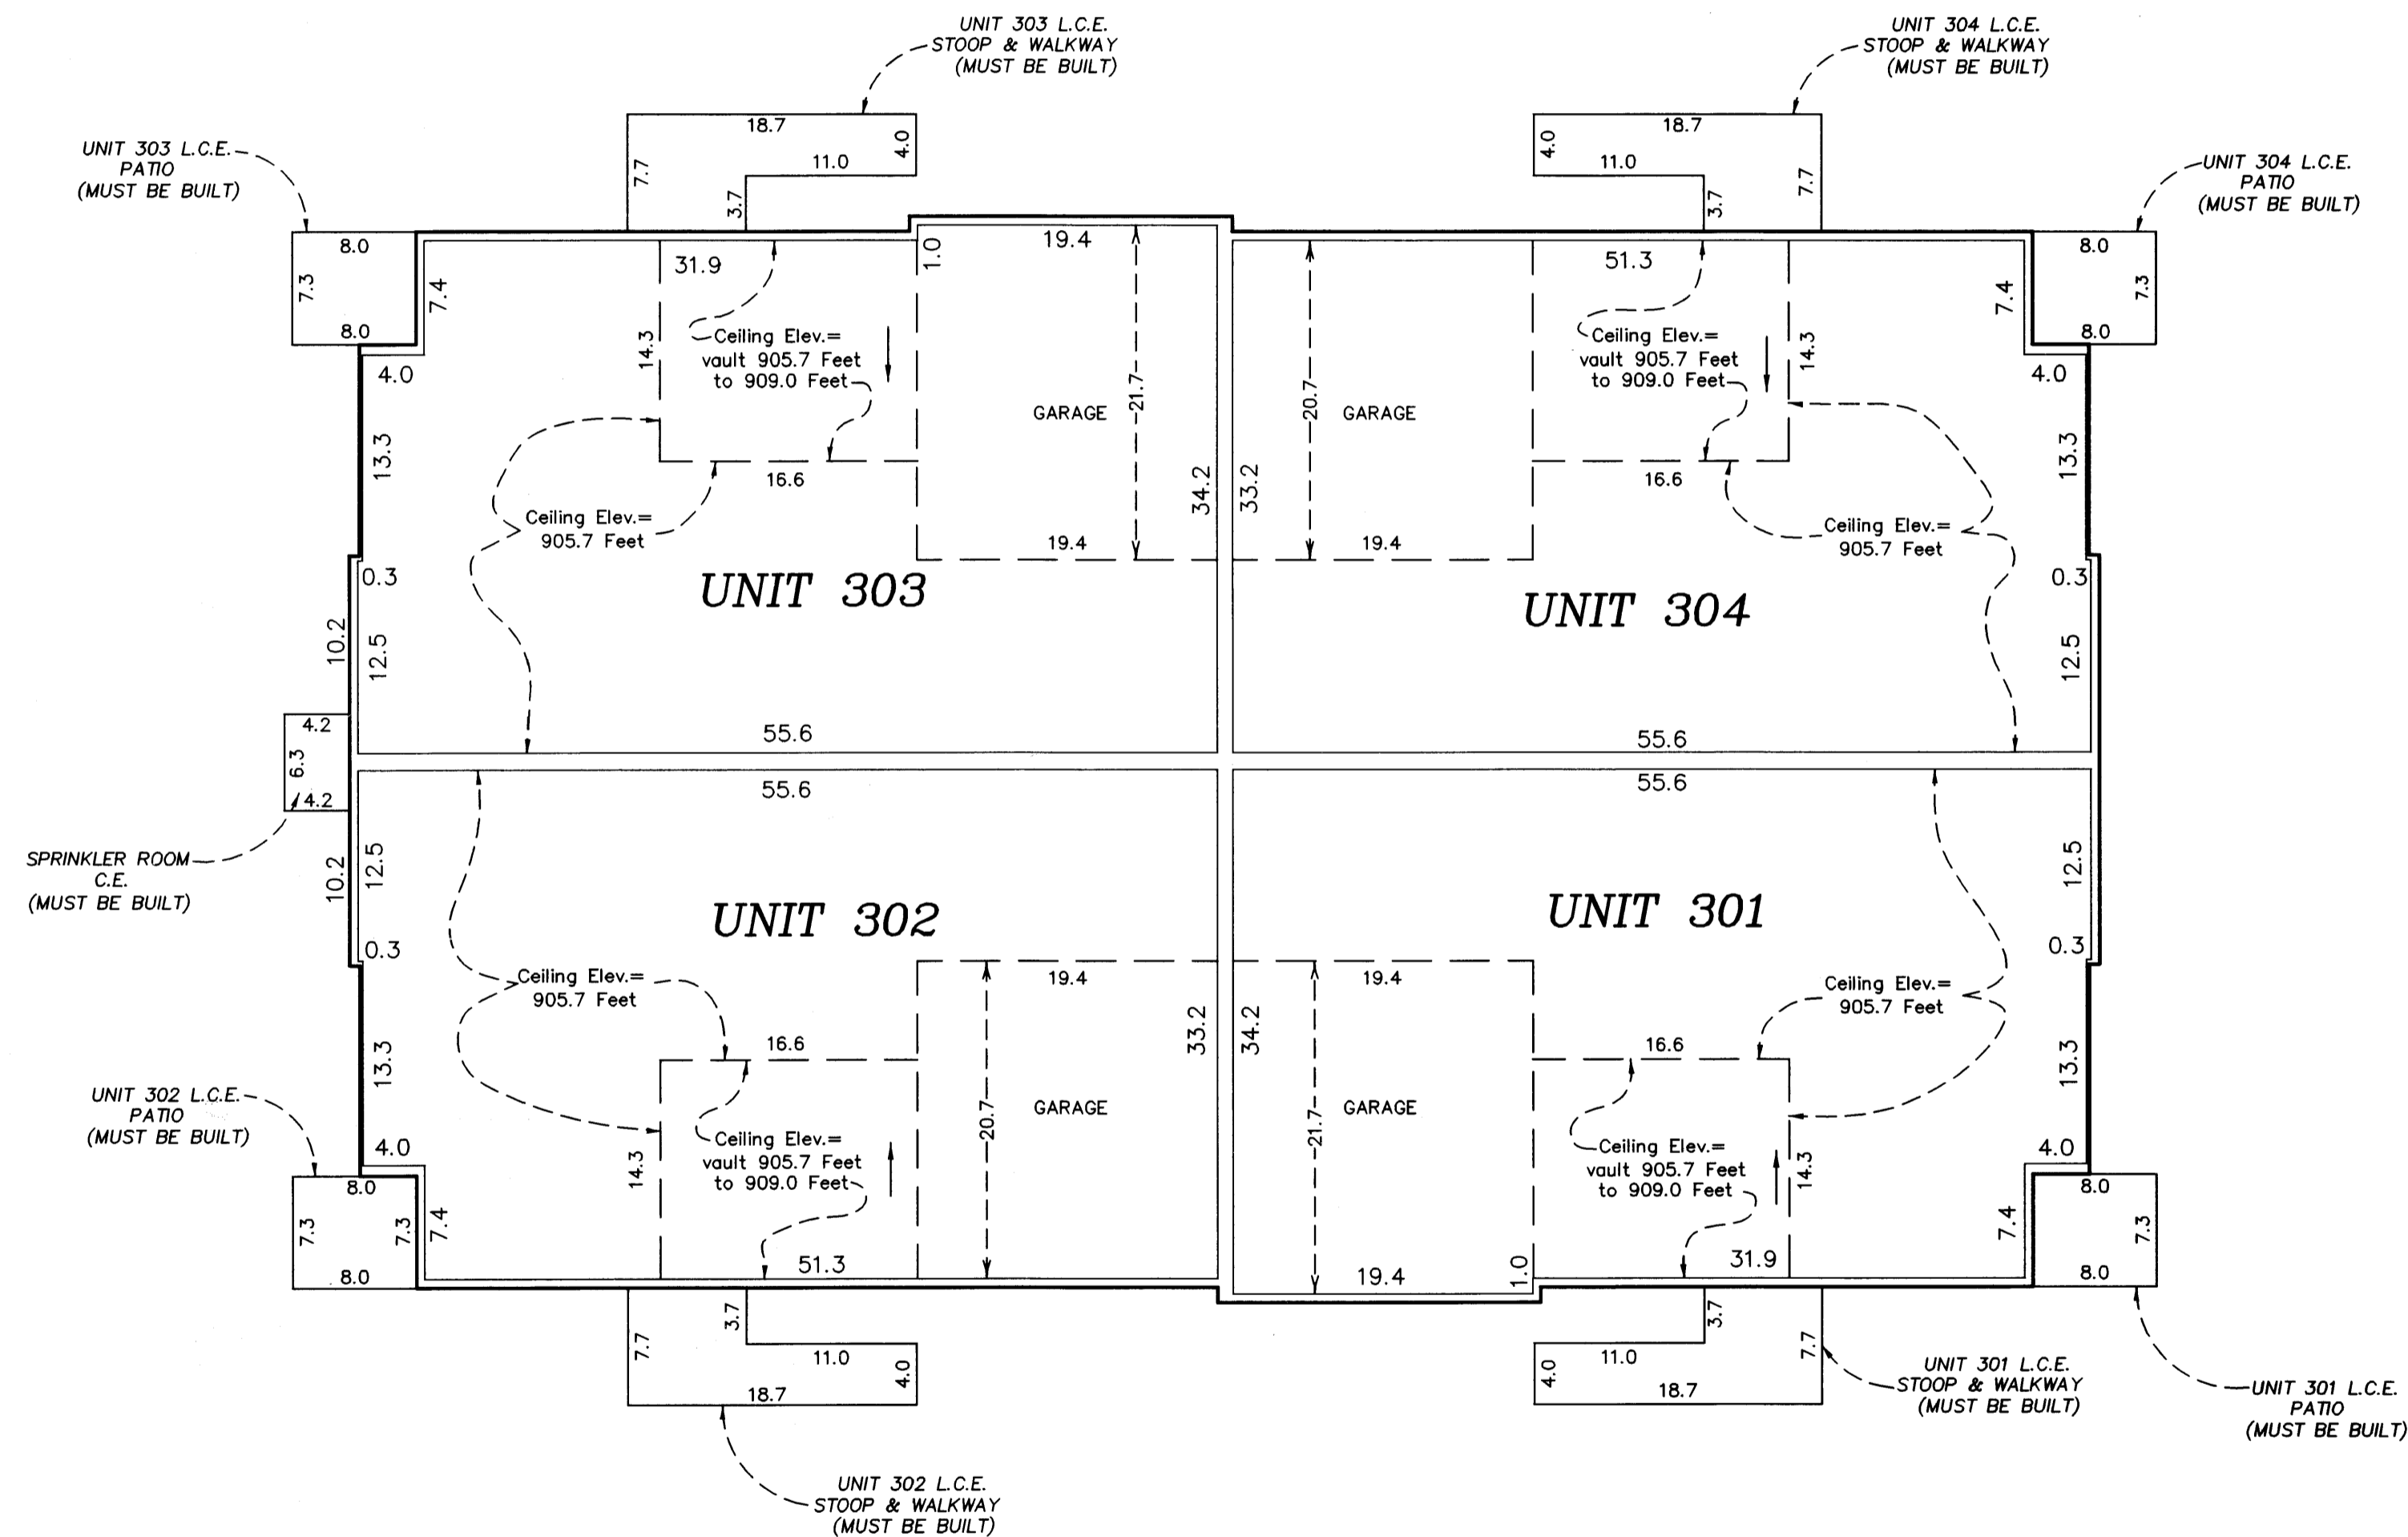 UNIT 303 L.C.E.
STOOP & WALKWAY
(MUST BE BUILT)
UNIT 304 L.C.E.
STOOP & WALKWAY
(MUST BE BUILT)
UNIT 303 L.C.E.
PATIO
(MUST BE BUILT)
UNIT 304 L.C.E.
PATIO
(MUST BE BUILT)
18.7
4.0
11.0
7.7
3.7
18.7
4.0
11.0
7.7
3.7
8.0
7.3
8.0
8.0
7.3
8.0
7.4
31.9
1.0
19.4
51.3
7.4
14.3
Ceiling Elev.=
vault 905.7 Feet
to 909.0 Feet
21.7
GARAGE
20.7
GARAGE
Ceiling Elev.=
vault 905.7 Feet
to 909.0 Feet
14.3
4.0
4.0
13.3
16.6
34.2
33.2
16.6
13.3
Ceiling Elev.=
905.7 Feet
Ceiling Elev.=
905.7 Feet
19.4
19.4
0.3
0.3
UNIT 303
UNIT 304
10.2
12.5
12.5
55.6
55.6
4.2
6.3
4.2
55.6
55.6
SPRINKLER ROOM
C.E.
(MUST BE BUILT)
10.2
12.5
12.5
UNIT 302
UNIT 301
0.3
0.3
Ceiling Elev.=
905.7 Feet
19.4
19.4
Ceiling Elev.=
905.7 Feet
13.3
16.6
33.2
34.2
16.6
13.3
UNIT 302 L.C.E.
PATIO
(MUST BE BUILT)
4.0
4.0
14.3
Ceiling Elev.=
vault 905.7 Feet
to 909.0 Feet
20.7
GARAGE
21.7
GARAGE
Ceiling Elev.=
vault 905.7 Feet
to 909.0 Feet
14.3
8.0
7.3
7.3
8.0
7.4
51.3
19.4
1.0
31.9
7.4
8.0
7.3
8.0
3.7
7.7
11.0
4.0
18.7
3.7
7.7
11.0
4.0
18.7
UNIT 301 L.C.E.
STOOP & WALKWAY
(MUST BE BUILT)
UNIT 301 L.C.E.
PATIO
(MUST BE BUILT)
UNIT 302 L.C.E.
STOOP & WALKWAY
(MUST BE BUILT)